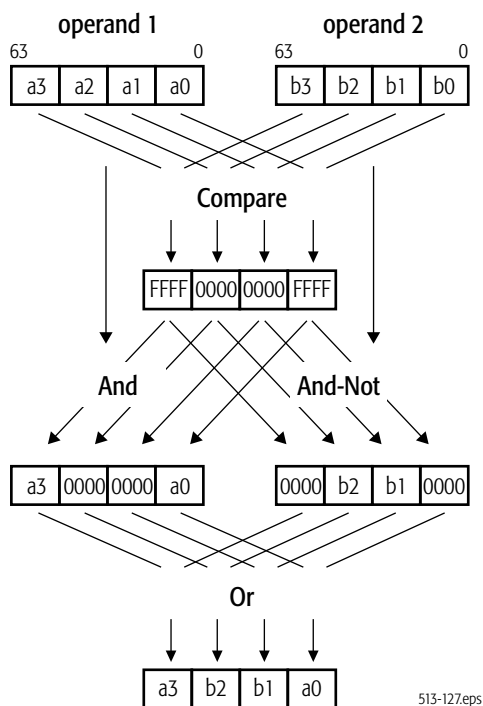 operand 1 operand 2
63 0 63 0
a3 a2 a1 a0 b3 b2 b1 b0
Compare
FFFF 0000 0000 FFFF
And And-Not
a3 0000 0000 a0 0000 b2 b1 0000
Or
a3 b2 b1 a0
513-127.eps